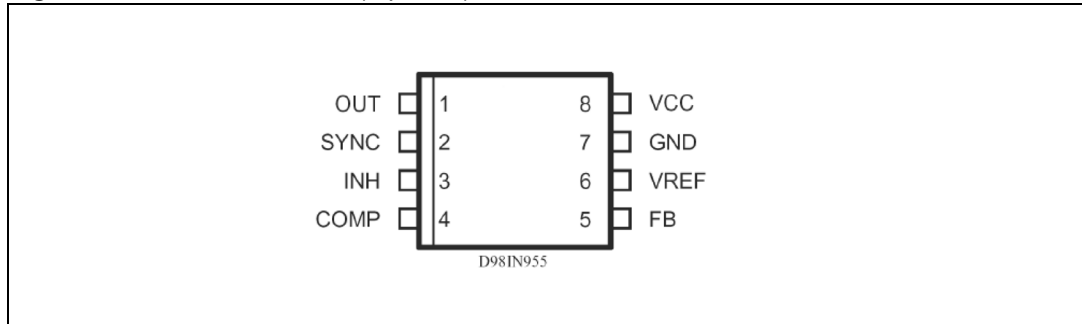 OUT 1 8 VCC
SYNC 2 7 GND
INH 3 6 VREF
COMP 4 5 FB
D98IN955